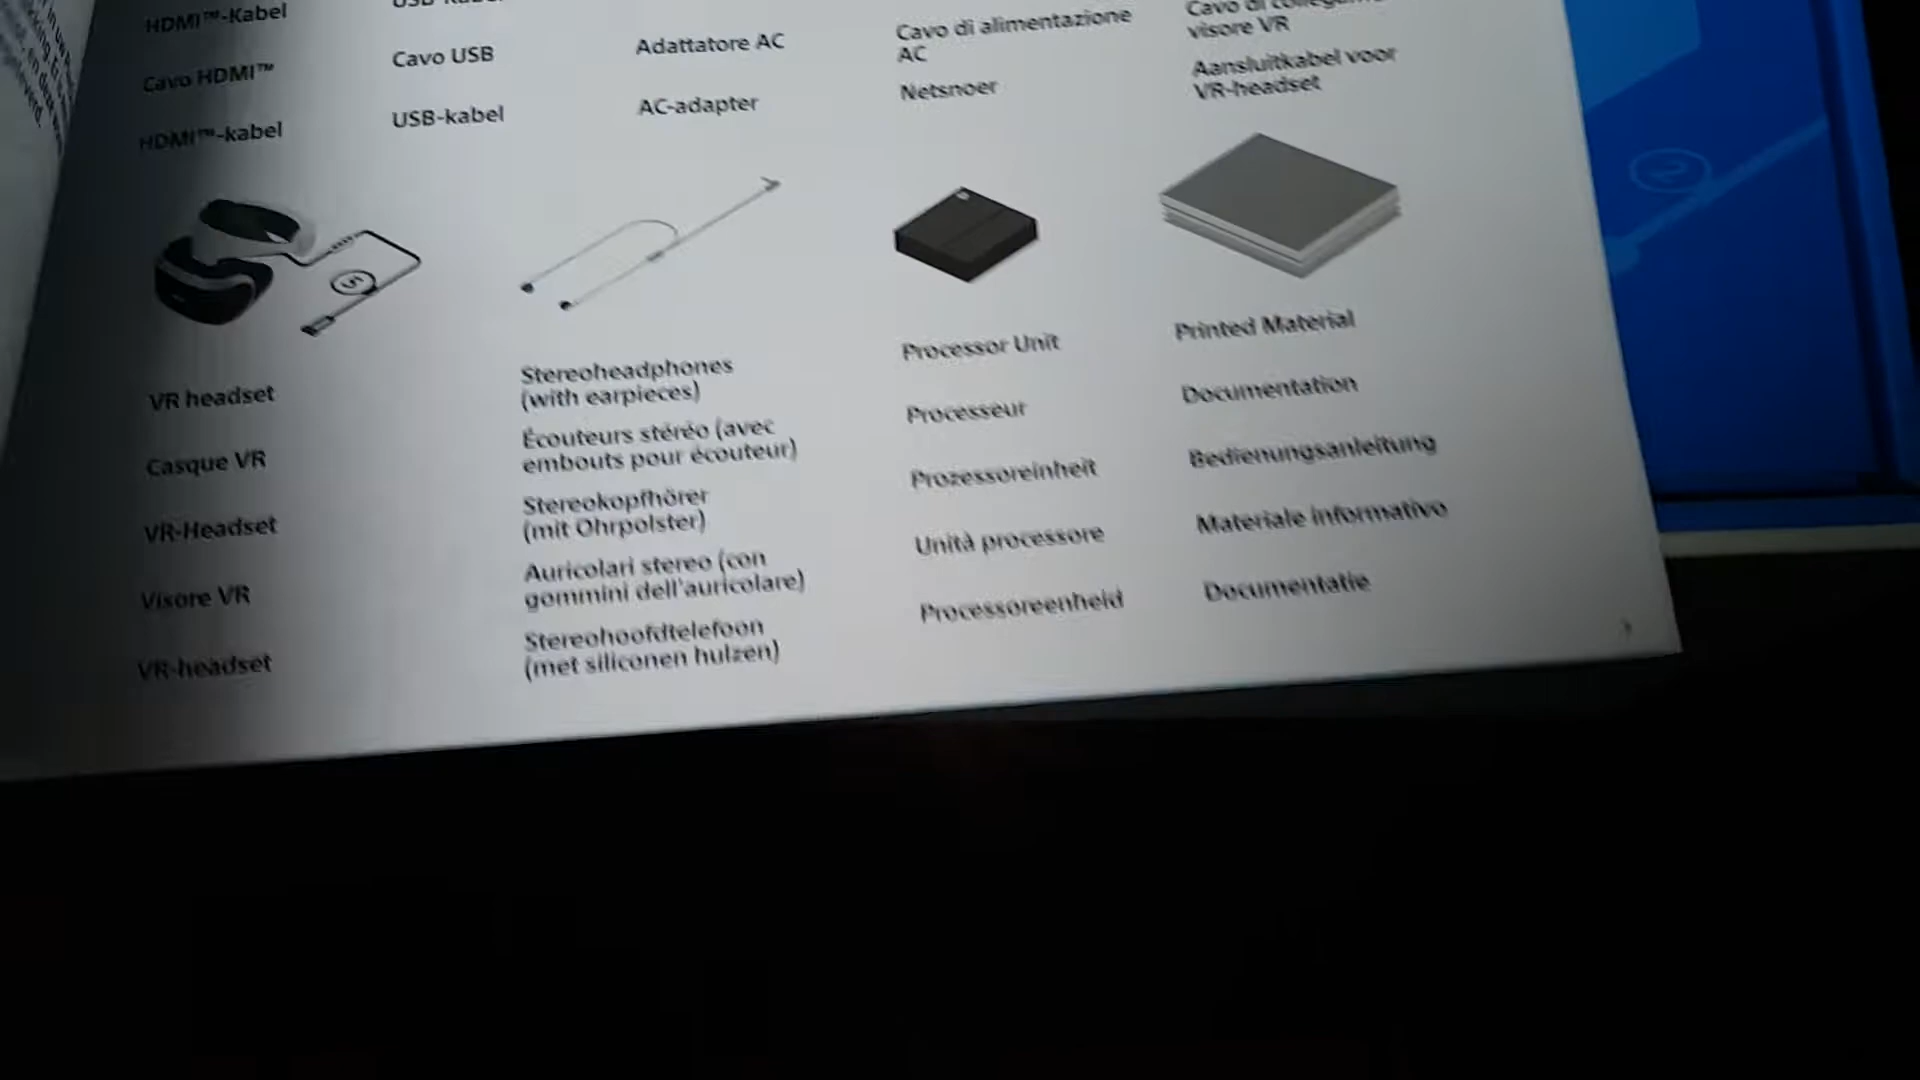 HDMI™-Kabel
Cavo HDMI™
HDMI™-kabel
Cavo USB
USB-kabel
Adattatore AC
AC-adapter
Cavo di alimentazione
AC
Netsnoer
Cavo di
visore VR
Aansluitkabel voor
VR-headset
5
VR headset
Casque VR
VR-Headset
Visore VR
VR-headset
Stereoheadphones
(with earpieces)
Écouteurs stéréo (avec
embouts pour écouteur)
Stereokopfhörer
(mit Ohrpolster)
Auricolari stereo (con
gommini dell'auricolare)
Stereohoofdtelefoon
(met siliconen hulzen)
Processor Unit
Processeur
Prozessoreinheit
Unità processore
Processoreenheid
Printed Material
Documentation
Bedienungsanleitung
Materiale informativo
Documentatie